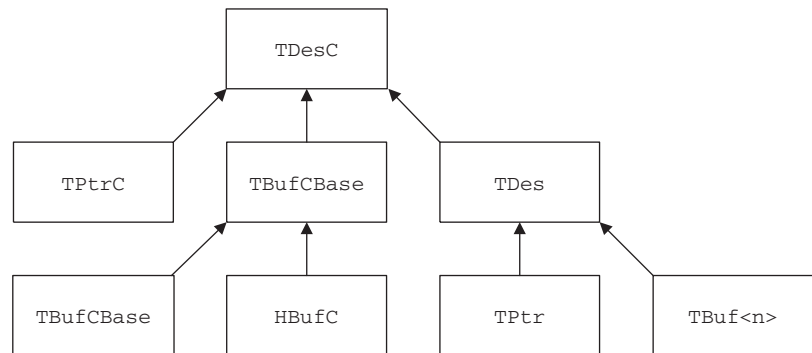 TDesC
TPtrC
TBufCBase
TDes
TBufCBase
HBufC
TPtr
TBuf<n>